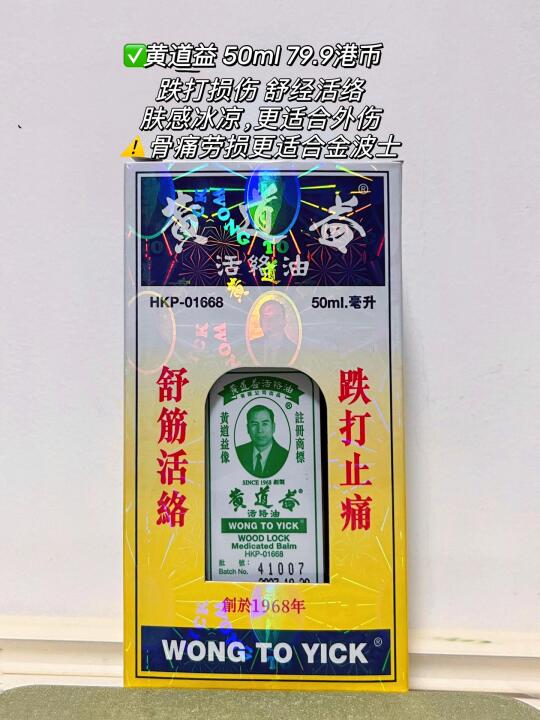 ✅黄道益 50ml 79.9港币
跌打损伤 舒经活络
肤感冰凉,更适合外伤
⚠️骨痛劳损更适合金波士
黃道益®
活絡油
HKP-01668
50ml.毫升
舒筋活絡
跌打止痛
黃道益活絡油
黃道益像
註冊商標
SINCE 1968 創製
黃道益®
活絡油
WONG TO YICK®
WOOD LOCK
Medicated Balm
HKP-01668
批號:
Batch No. 41007
創於1968年
WONG TO YICK®